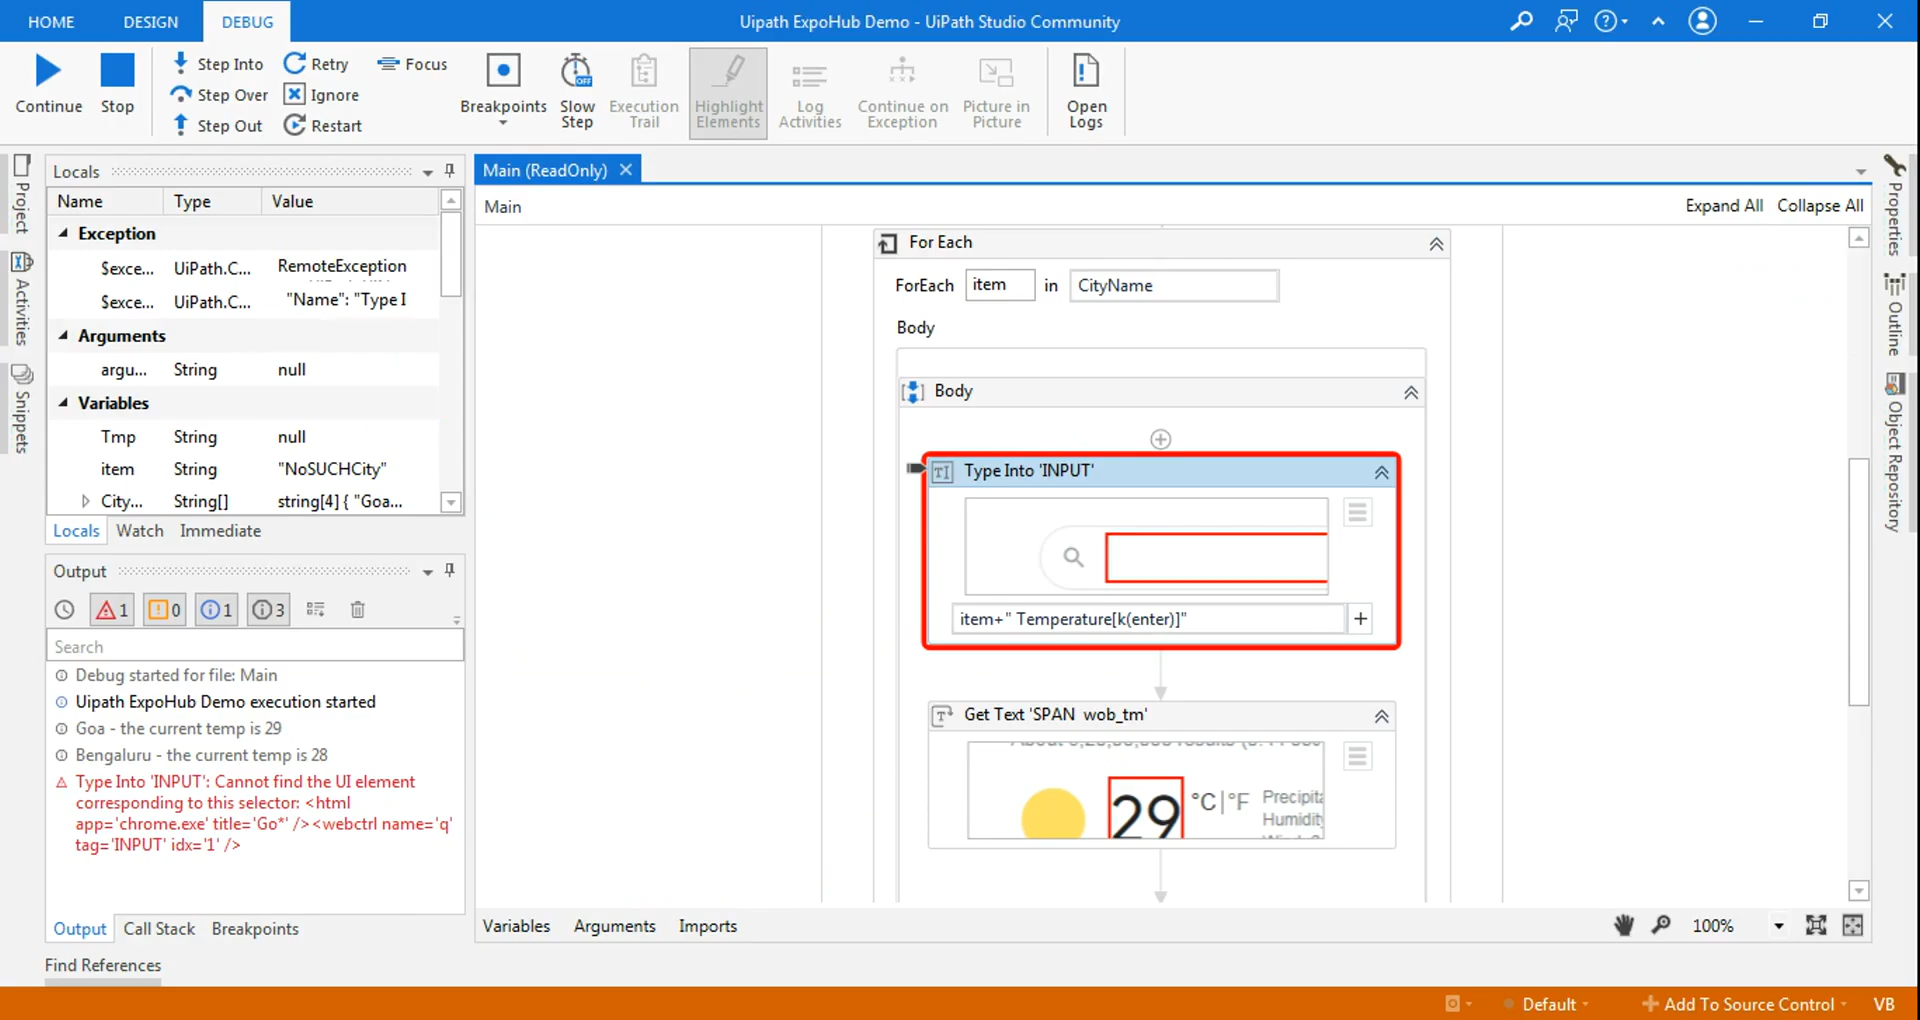 HOME DESIGN DEBUG Uipath ExpoHub Demo - UiPath Studio Community
Continue Stop
Step Into Retry Focus
Step Over Ignore
Step Out Restart
Breakpoints
Slow
Step
Execution
Trail
Highlight
Elements
Log
Activities
Continue on
Exception
Picture in
Picture
Open
Logs
Project
Activities
Snippets
Locals
Name Type Value
Exception
$exce... UiPath.C... RemoteException
$exce... UiPath.C... "Name": "Type I
Arguments
argu... String null
Variables
Tmp String null
item String "NoSUCHCity"
City... String[] string[4] { "Goa...
Locals Watch Immediate
Output
1 0 1 3
Search
Debug started for file: Main
Uipath ExpoHub Demo execution started
Goa - the current temp is 29
Bengaluru - the current temp is 28
Type Into 'INPUT': Cannot find the UI element
corresponding to this selector: <html
app='chrome.exe' title='Go*' /><webctrl name='q'
tag='INPUT' idx='1' />
Output Call Stack Breakpoints
Find References
Main (ReadOnly)
Main Expand All Collapse All
For Each
ForEach item in CityName
Body
Body
Type Into 'INPUT'
item+" Temperature[k(enter)]"
Get Text 'SPAN wob_tm'
29 °C|°F Precipita
Humidity
Variables Arguments Imports 100%
Properties
Outline
Object Repository
Default Add To Source Control VB